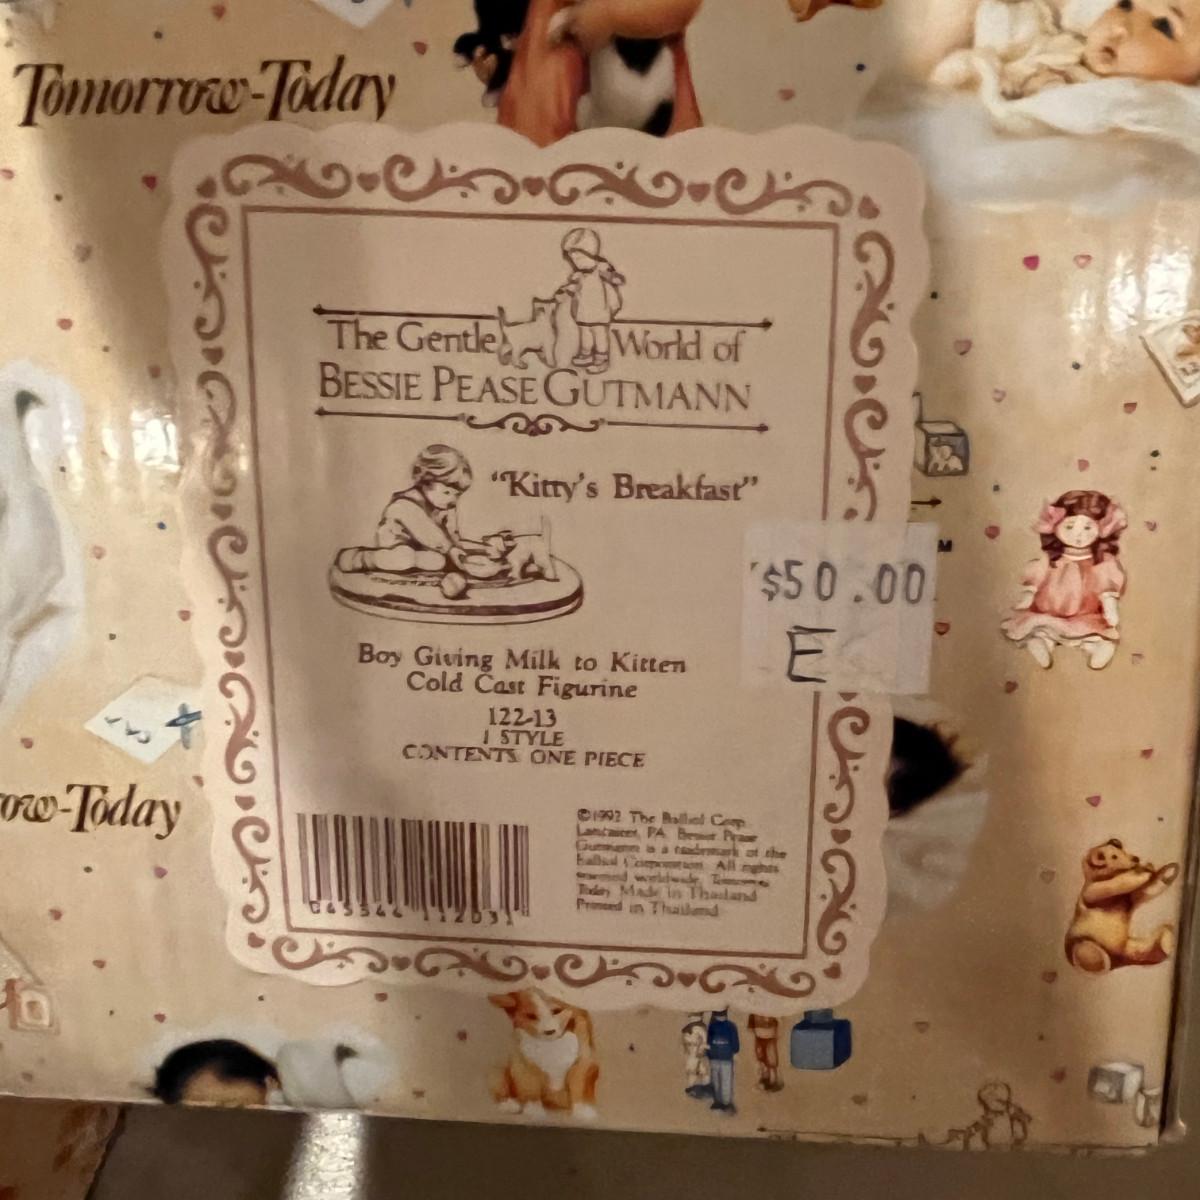 Tomorrow-Today
The Gentle World of
BESSIE PEASE GUTMANN
"Kitty's Breakfast"
$50.00
E
Boy Giving Milk to Kitten
Cold Cast Figurine
122-13
1 STYLE
CONTENTS ONE PIECE
ow-Today
©1992 The Balliol Corp.
Lancaster, PA. Bessie Pease
Gutmann is a trademark of the
Balliol Corporation. All rights
reserved worldwide. Tomorrow
Today. Made in Thailand
Printed in Thailand